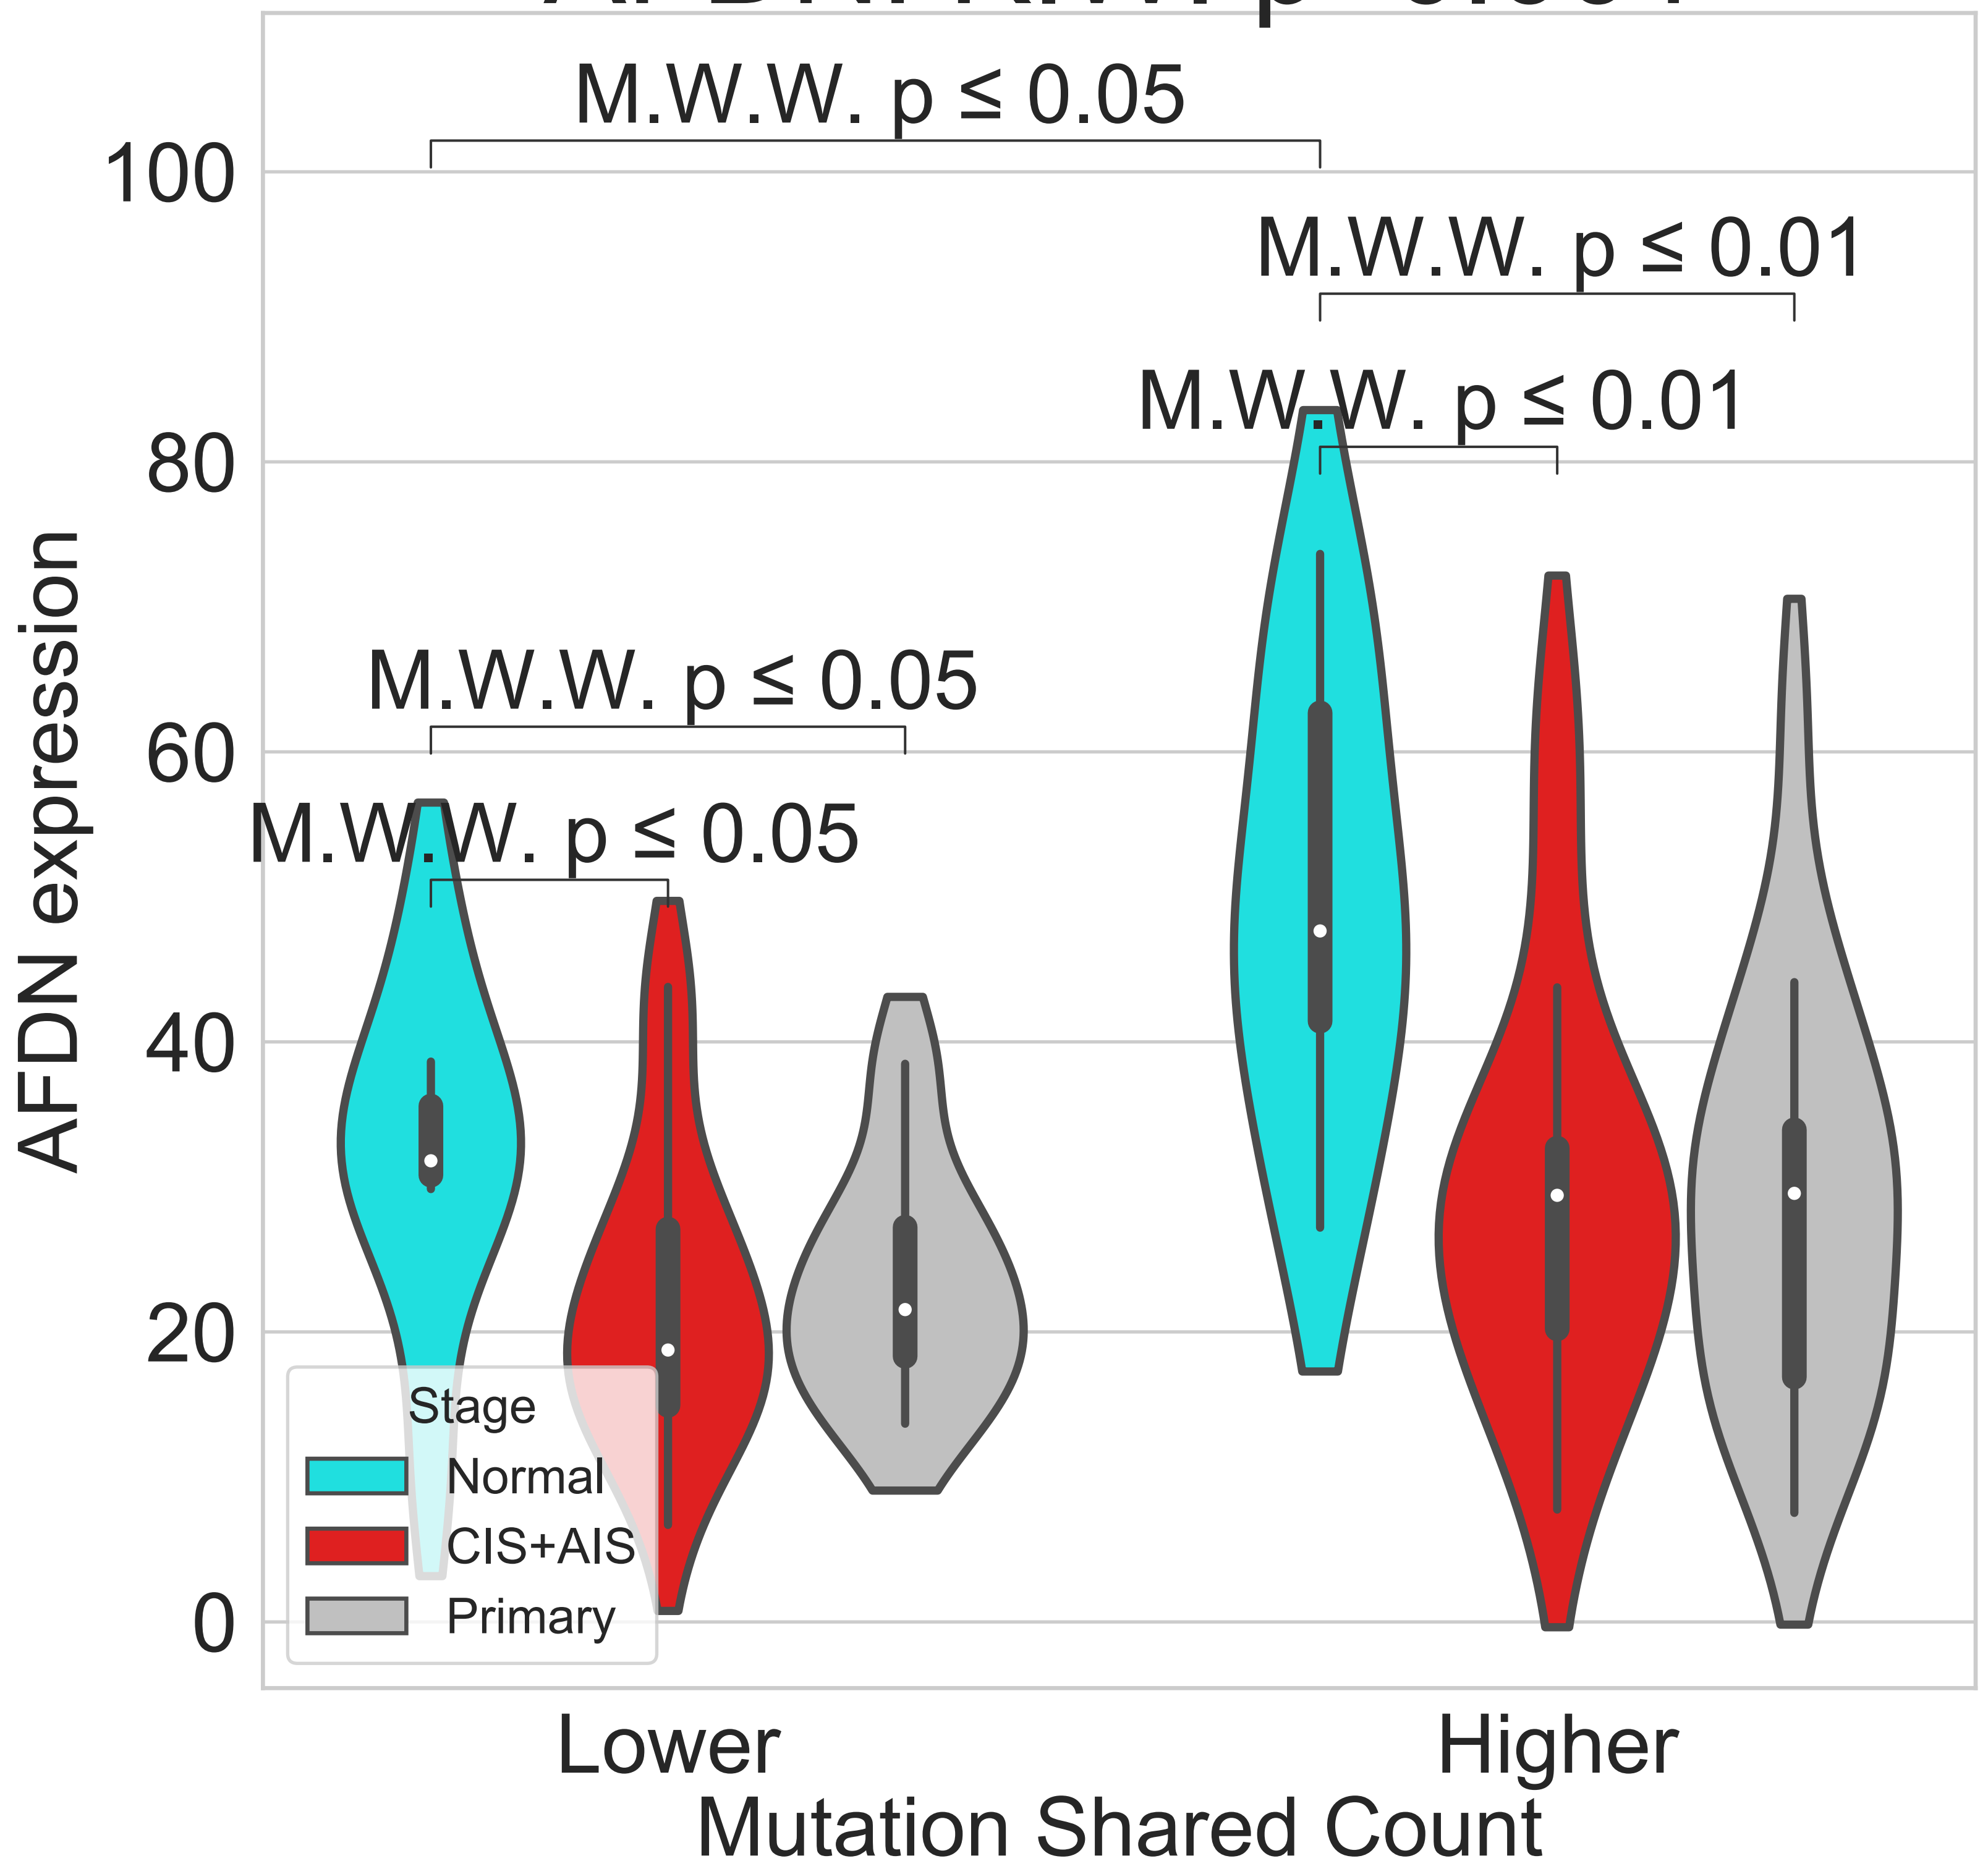 M.W.W. p ≤ 0.05
100
M.W.W. p ≤ 0.01
M.W.W. p ≤ 0.01
80
M.W.W. p ≤ 0.05
60
M.W.W. p ≤ 0.05
AFDN expression
40
20
Stage
Normal
CIS+AIS
Primary
0
Lower
Higher
Mutation Shared Count